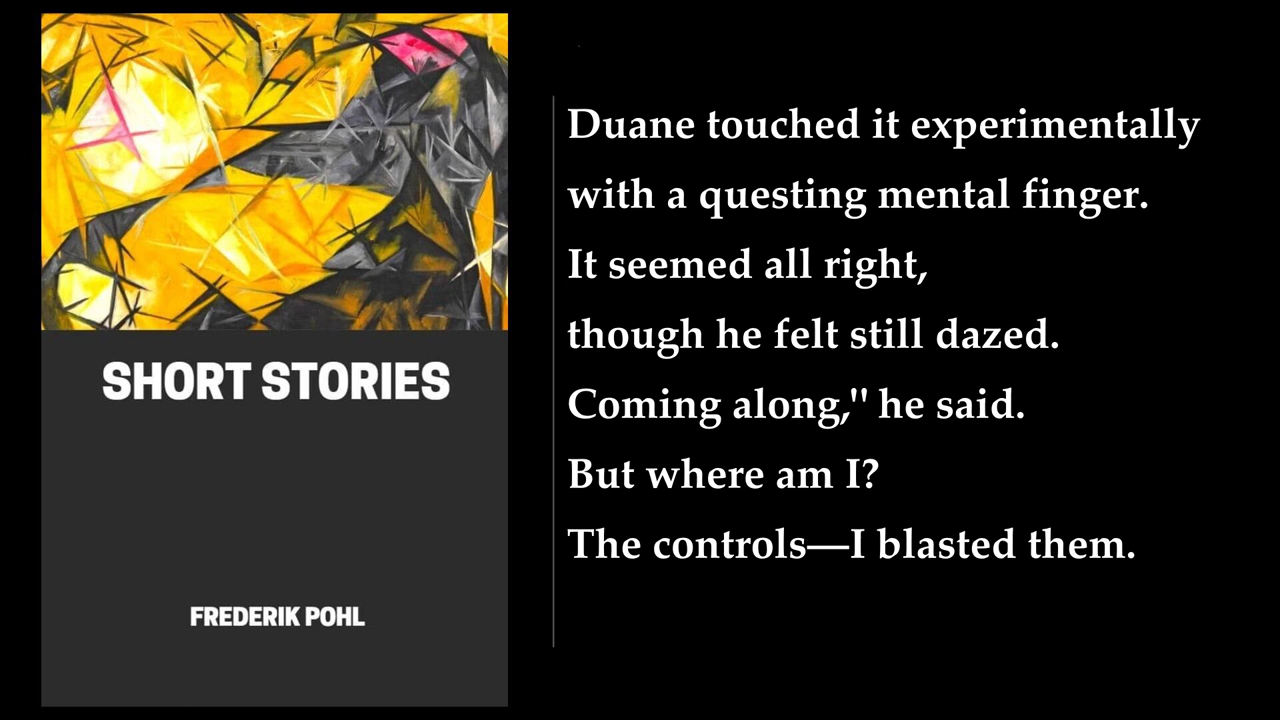 SHORT STORIES
FREDERIK POHL
Duane touched it experimentally
with a questing mental finger.
It seemed all right,
though he felt still dazed.
Coming along," he said.
But where am I?
The controls—I blasted them.